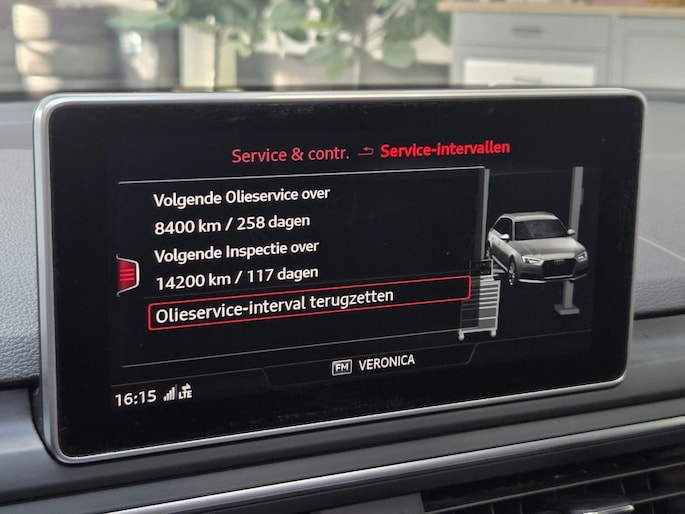 Service & contr. Service-intervallen
Volgende Olieservice over
8400 km / 258 dagen
Volgende Inspectie over
14200 km / 117 dagen
Olieservice-interval terugzetten
FM VERONICA
16:15 LTE